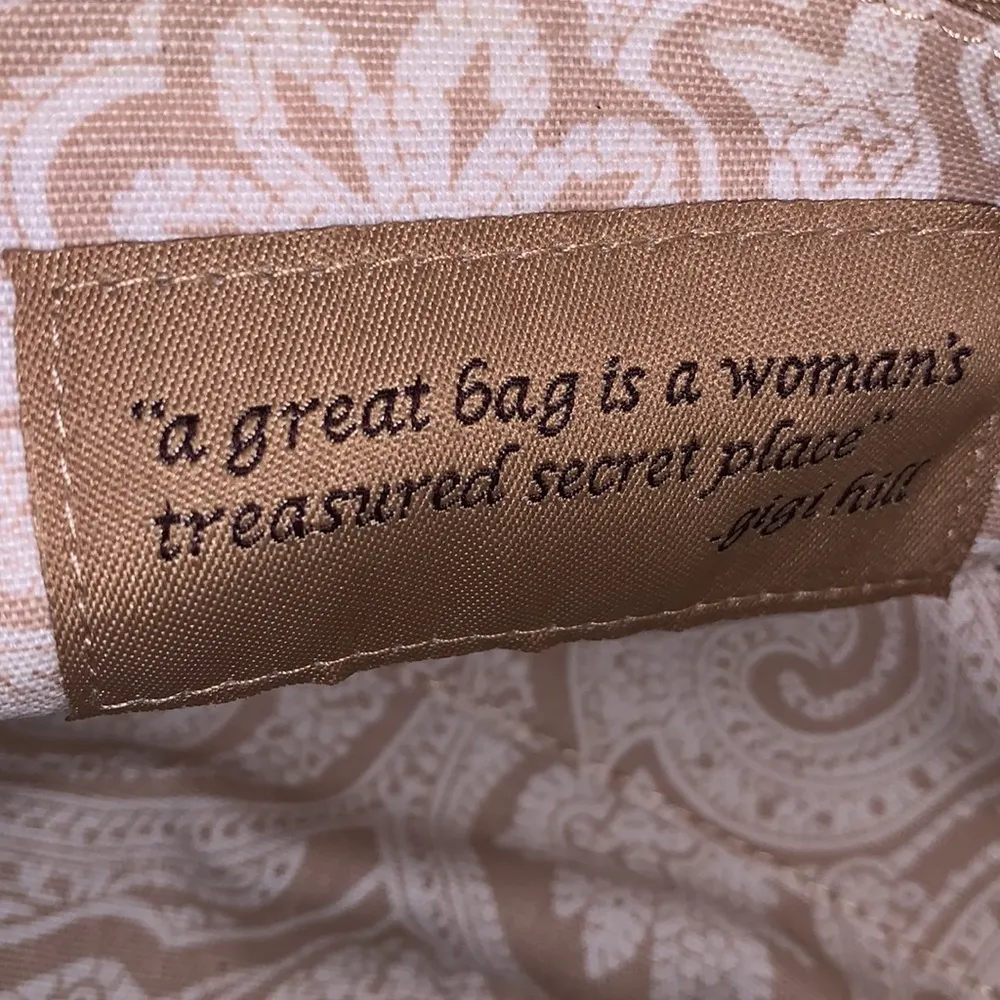 "a great bag is a woman's
treasured secret place"
-gigi hill